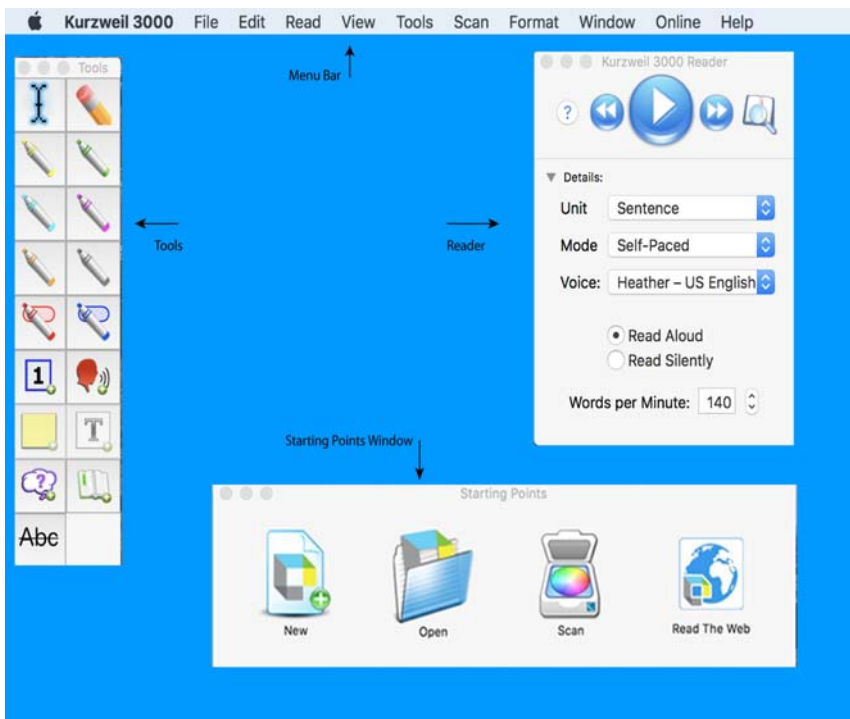 Kurzweil 3000 File Edit Read View Tools Scan Format Window Online Help
Menu Bar
Tools
1
T
?
Abc
Tools
Reader
Kurzweil 3000 Reader
?
Details:
Unit Sentence
Mode Self-Paced
Voice: Heather – US English
Read Aloud
Read Silently
Words per Minute: 140
Starting Points Window
Starting Points
New Open Scan Read The Web